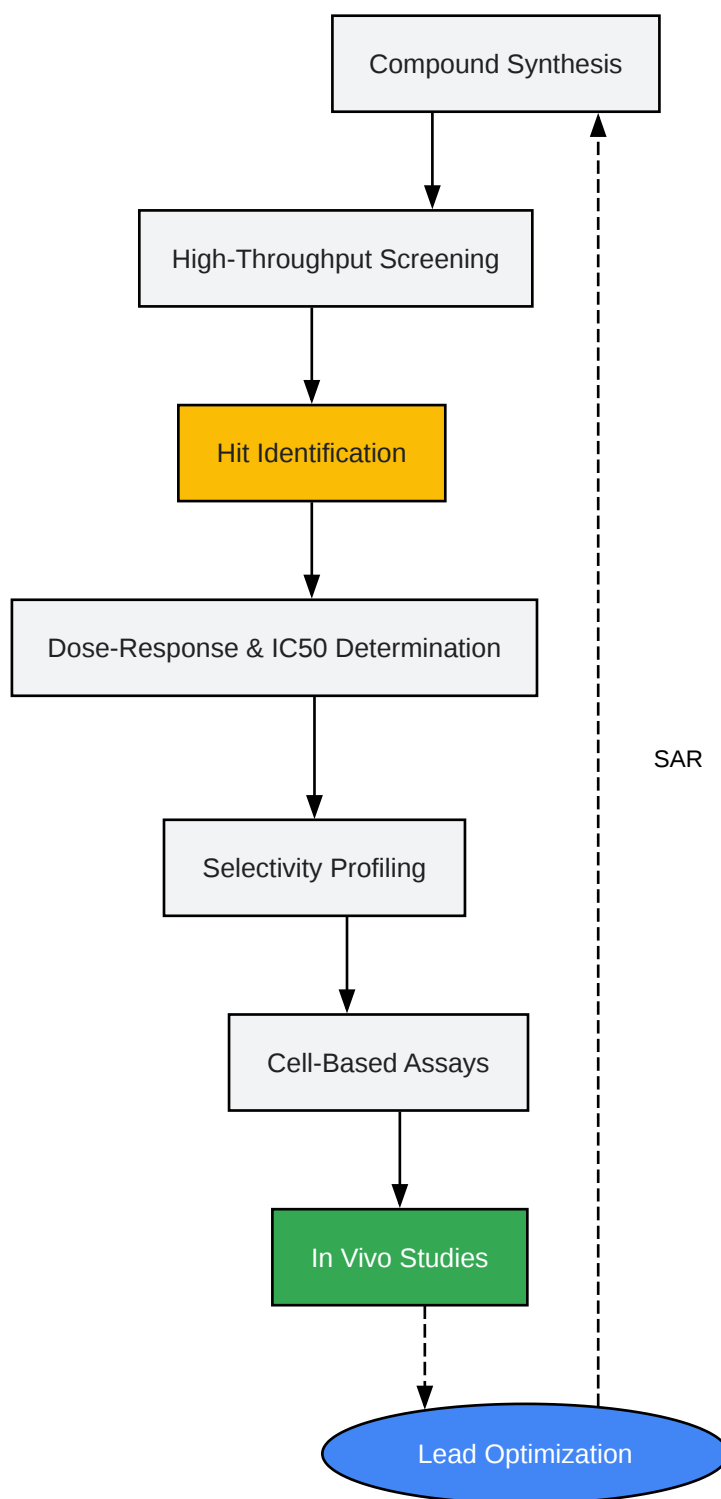 Compound Synthesis
High-Throughput Screening
Hit Identification
Dose-Response & IC50 Determination
SAR
Selectivity Profiling
Cell-Based Assays
In Vivo Studies
Lead Optimization